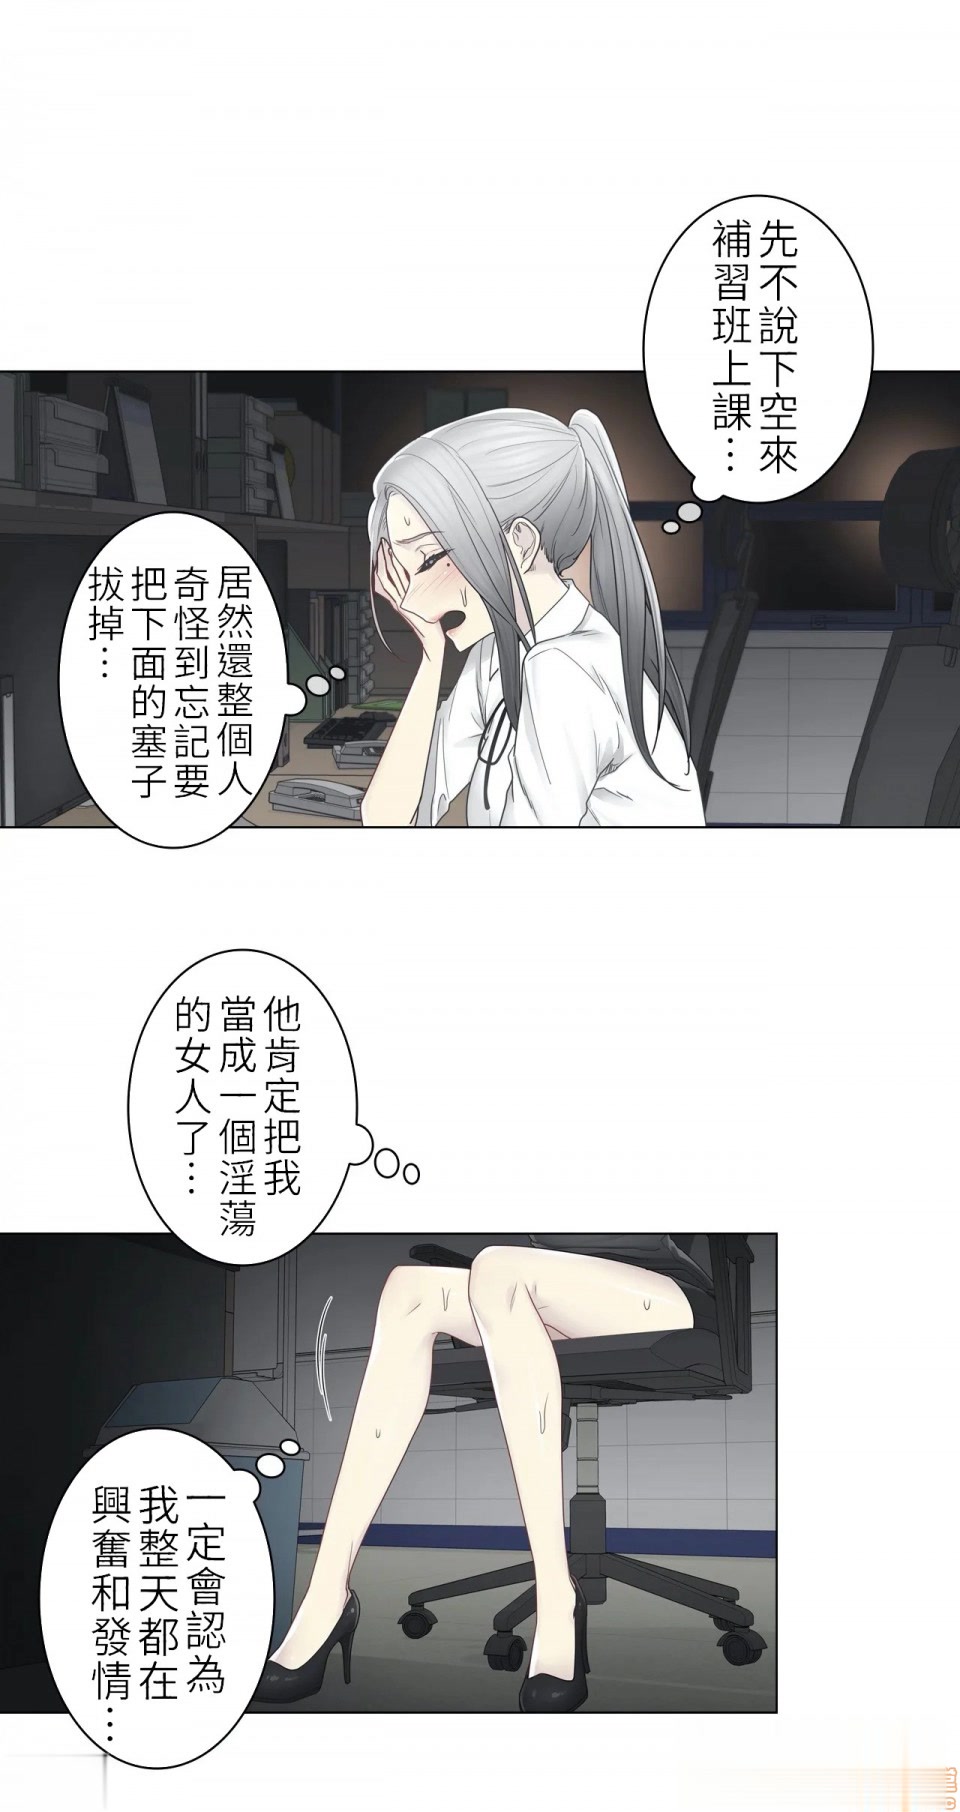 先不說下空來
補習班上課…
居然還整個人
奇怪到忘記要
把下面的塞子
拔掉…
他肯定把我
當成一個淫蕩
的女人了…
一定會認為
我整天都在
興奮和發情…